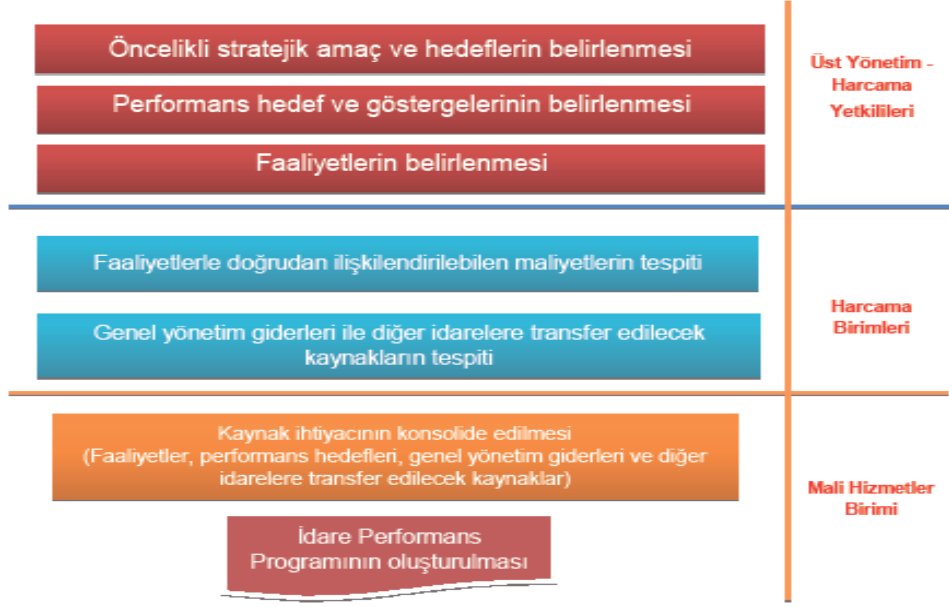 Öncelikli stratejik amaç ve hedeflerin belirlenmesi
Performans hedef ve göstergelerinin belirlenmesi
Faaliyetlerin belirlenmesi
Üst Yönetim -
Harcama
Yetkilileri
Faaliyetlerle doğrudan ilişkilendirilebilen maliyetlerin tespiti
Genel yönetim giderleri ile diğer idarelere transfer edilecek
kaynakların tespiti
Harcama
Birimleri
Kaynak ihtiyacının konsolide edilmesi
(Faaliyetler, performans hedefleri, genel yönetim giderleri ve diğer
idarelere transfer edilecek kaynaklar)
İdare Performans
Programının oluşturulması
Mali Hizmetler
Birimi